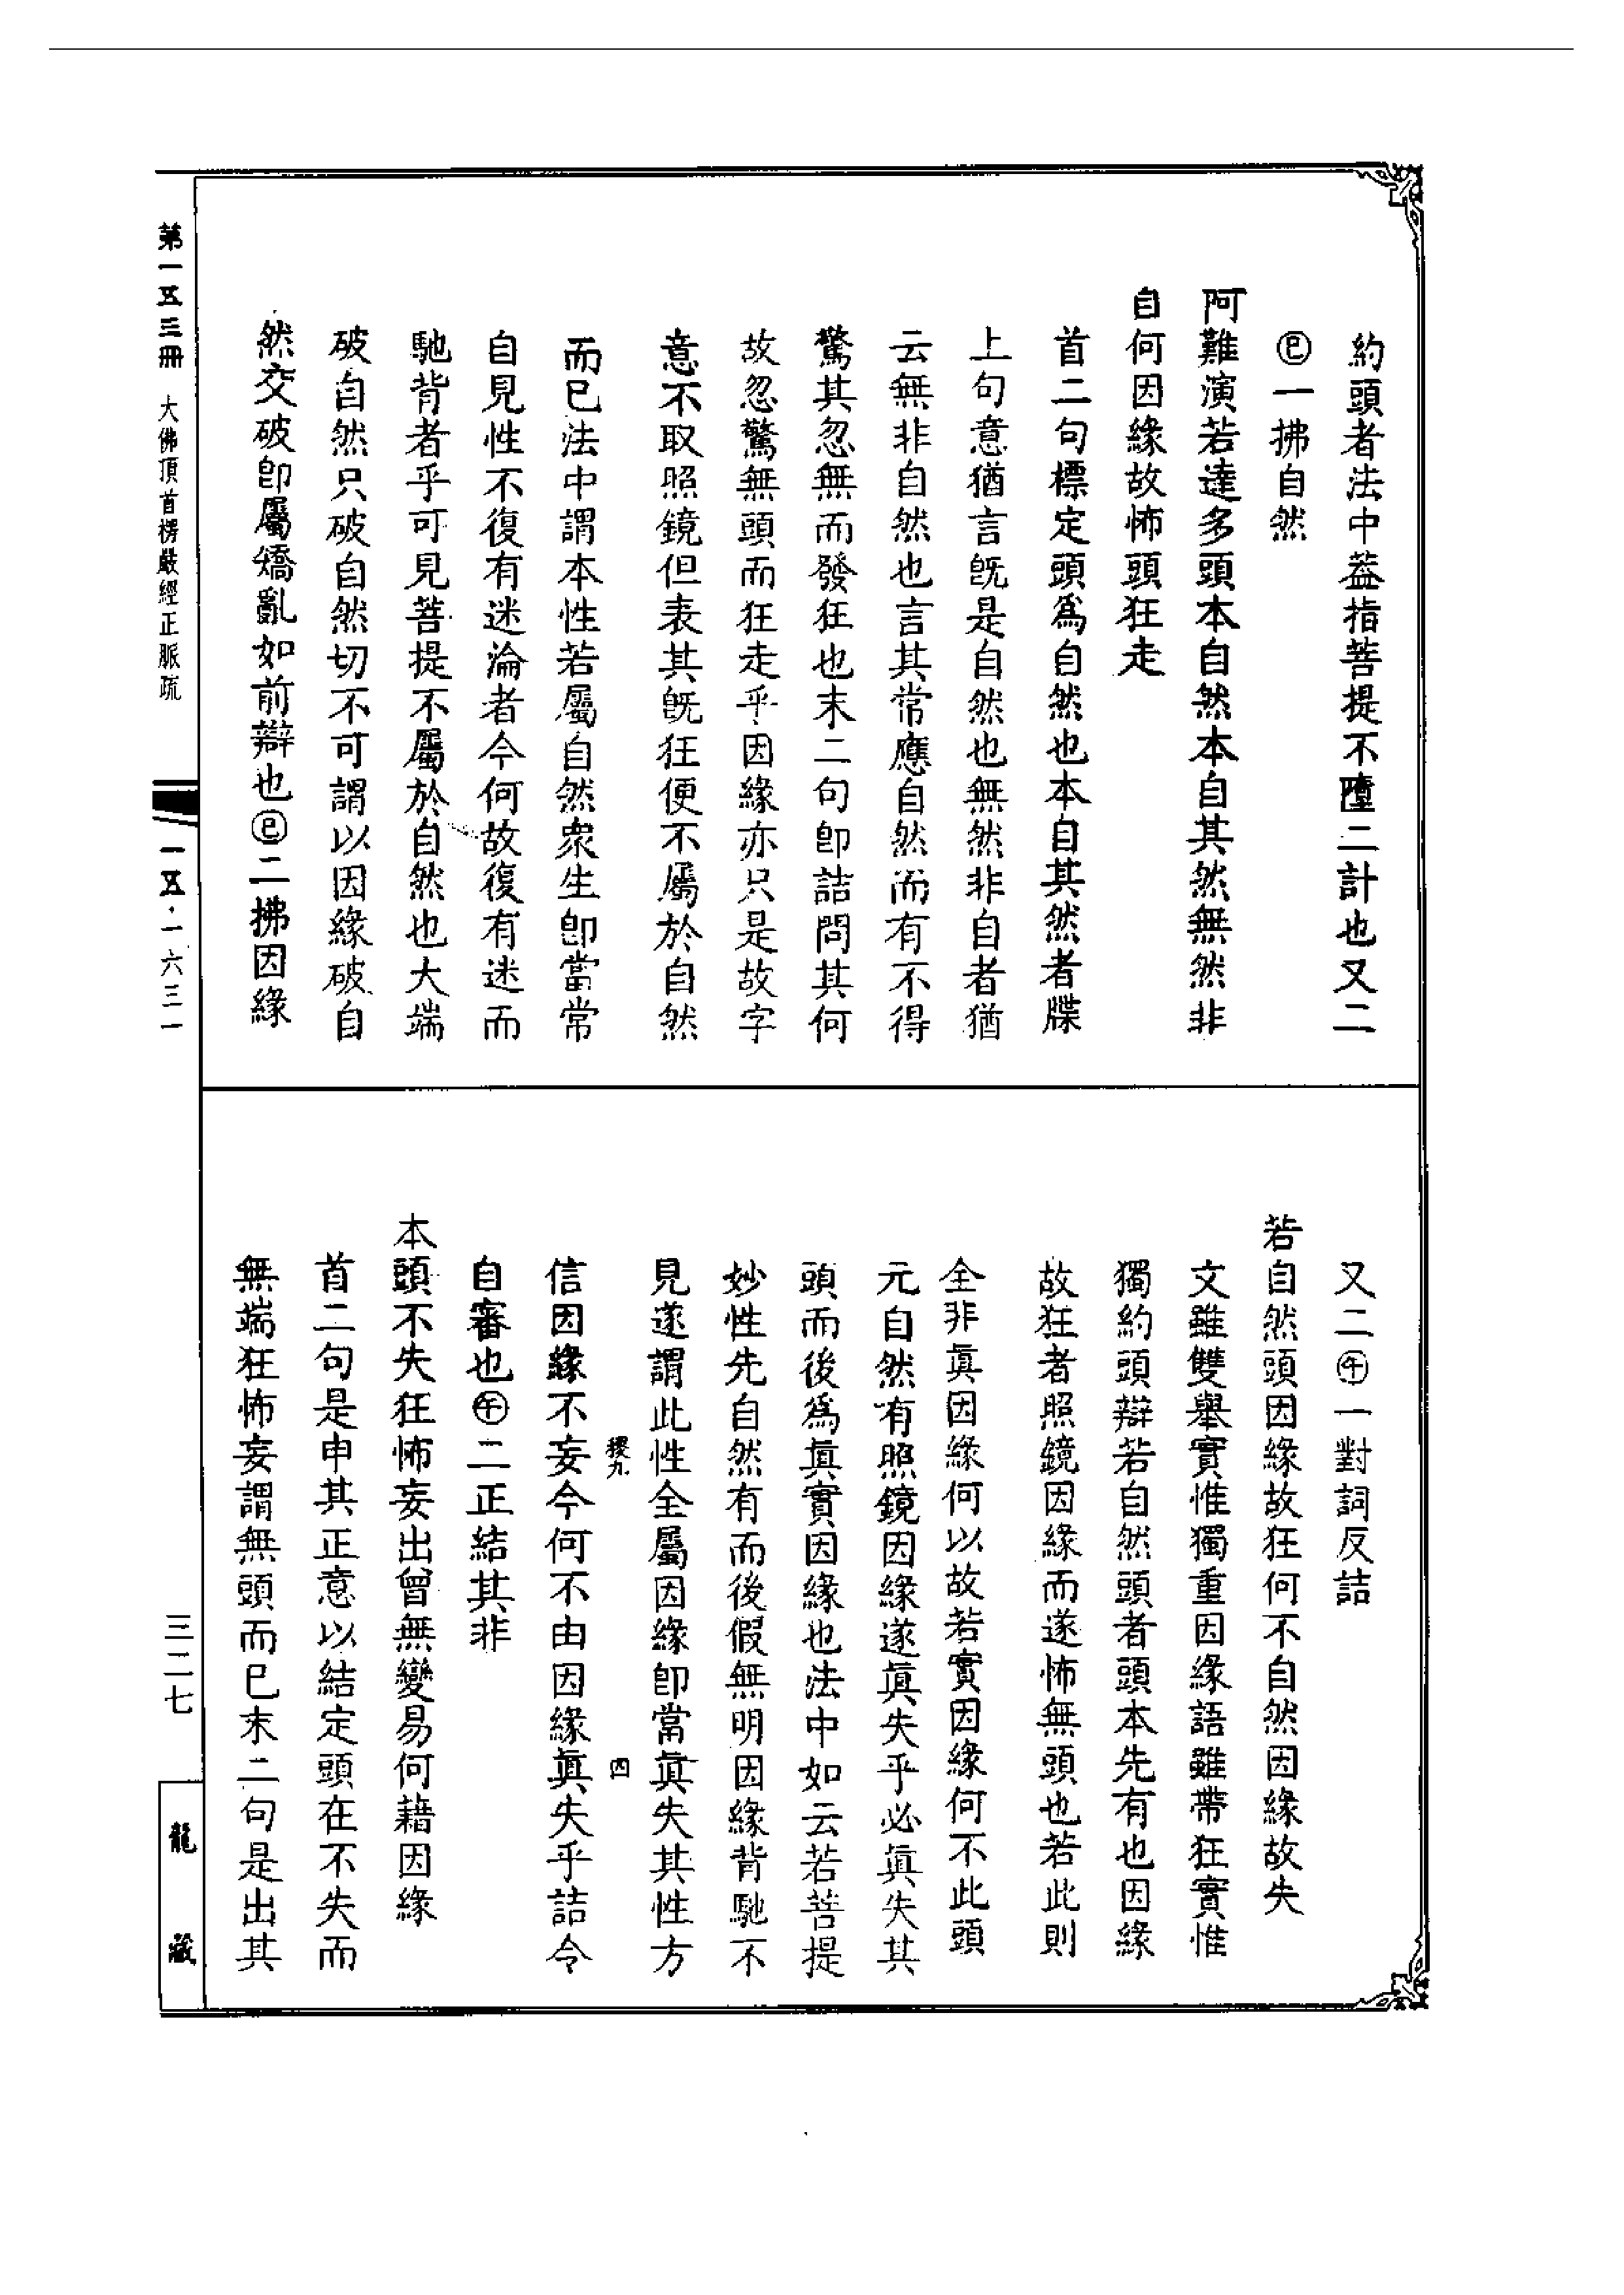 約頭者法中葢指菩提不墮二計也又二
㊁一拂自然
阿難演若達多頭本自然本自其然無然非
自何因緣故怖頭狂走
首二句標定頭爲自然也本自其然者牒
上句意猶言旣是自然也無然非自者猶
云無非自然也言其常應自然而有不得
驚其忽無而發狂也末二句卽詰問其何
故忽驚無頭而狂走乎因緣亦只是故字
意不取照鏡但表其旣狂便不屬於自然
而已法中謂本性若屬自然衆生卽當常
自見性不復有迷淪者今何故復有迷而
馳背者乎可見菩提不屬於自然也大端
破自然只破自然切不可謂以因緣破自
然交破卽屬矯亂如前辯也巳二拂因緣
又二午一對詞反詰
若自然頭因緣故狂何不自然因緣故失
文雖雙舉實惟獨重因緣語雖帶狂實惟
獨約頭辯若自然頭者頭本先有也因緣
故狂者照鏡因緣而遂怖無頭也若此則
全非眞因緣何以故若實因緣何不此頭
元自然有照鏡因緣遂眞失乎必眞失其
頭而後爲眞實因緣也法中如云若菩提
妙性先自然有而後假無明因緣背馳不
見遂謂此性全屬因緣卽當眞失其性方
稷九 四
信因緣不妄今何不由因緣眞失乎詰令
自審也午二正結其非
本頭不失狂怖妄出曾無變易何藉因緣
首二句是申其正意以結定頭在不失而
無端狂怖妄謂無頭而已末二句是出其
第一五三冊 大佛頂首楞嚴經正脈疏
一五·一六三一
三二七
龍藏